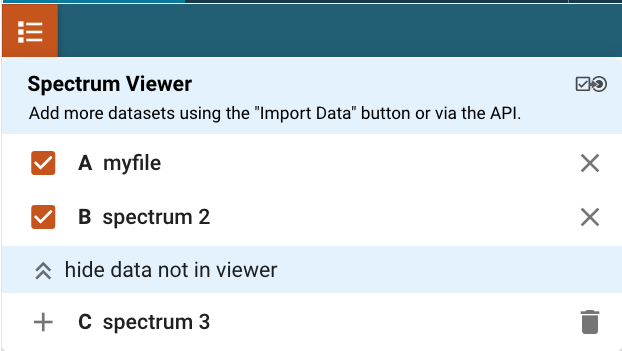 Spectrum Viewer
Add more datasets using the "Import Data" button or via the API.
A myfile
B spectrum 2
hide data not in viewer
C spectrum 3